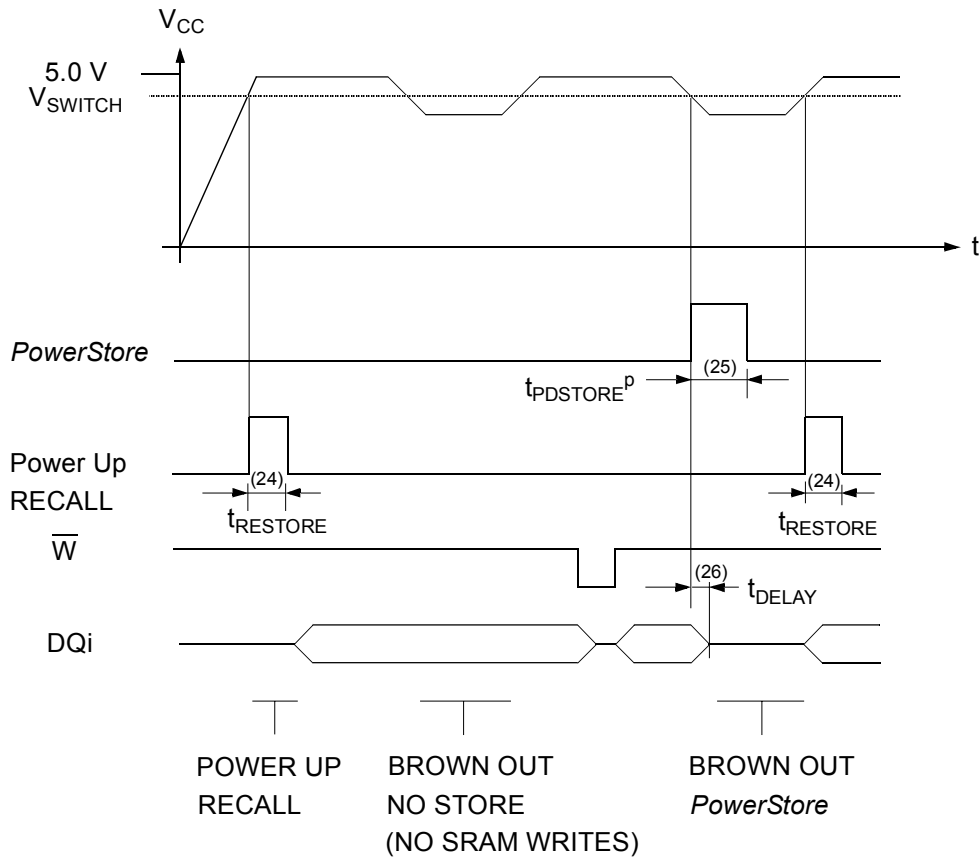 VCC
5.0 V
VSWITCH
t
PowerStore
(25)
tPDSTOREp
Power Up
RECALL
(24)
tRESTORE
(24)
tRESTORE
W
(26)
tDELAY
DQi
POWER UP
RECALL
BROWN OUT
NO STORE
(NO SRAM WRITES)
BROWN OUT
PowerStore